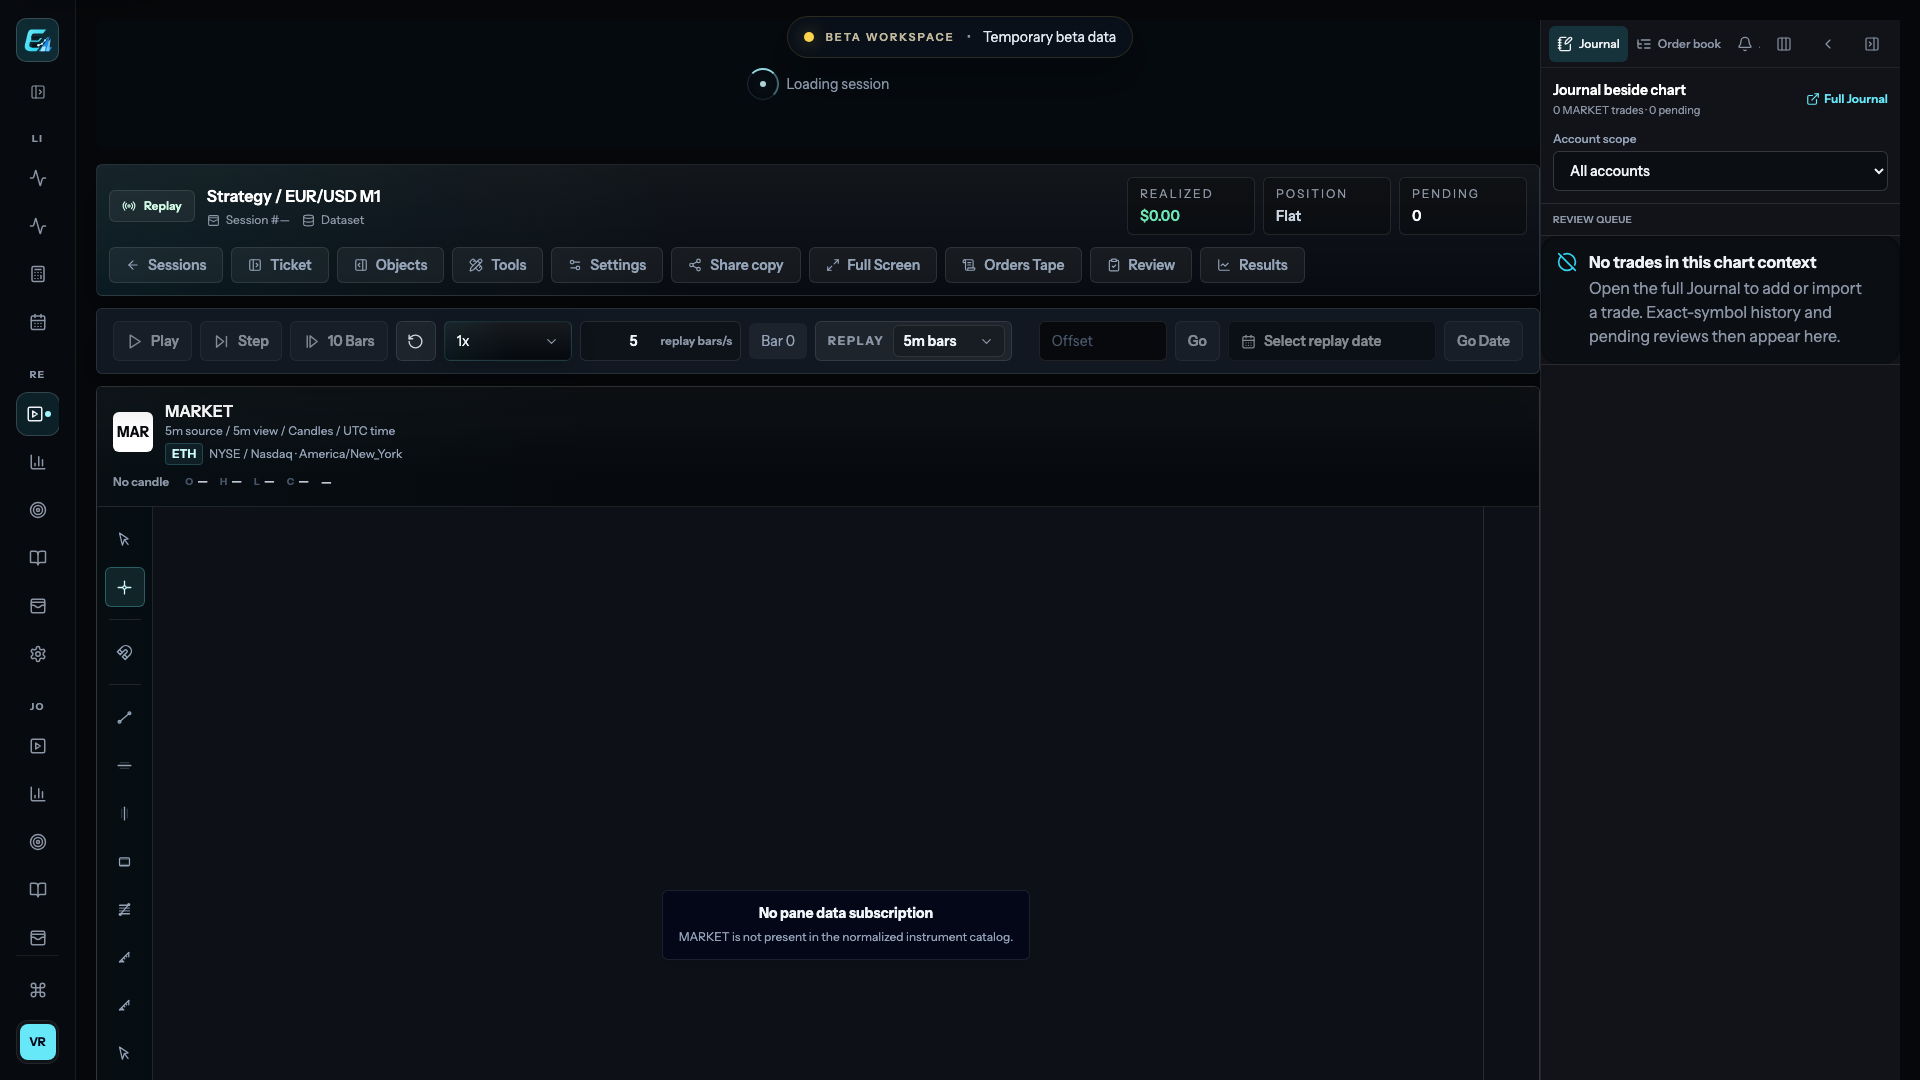 BETA WORKSPACE • Temporary beta data
Loading session
LI
RE
JO
VR
Replay
Strategy / EUR/USD M1
Session #— Dataset
REALIZED
$0.00
POSITION
Flat
PENDING
0
Sessions Ticket Objects Tools Settings Share copy Full Screen Orders Tape Review Results
Play Step 10 Bars 1x 5 replay bars/s Bar 0 REPLAY 5m bars Offset Go Select replay date Go Date
MAR
MARKET
5m source / 5m view / Candles / UTC time
ETH NYSE / Nasdaq · America/New_York
No candle O — H — L — C — —
No pane data subscription
MARKET is not present in the normalized instrument catalog.
Journal Order book
Journal beside chart
0 MARKET trades · 0 pending
Full Journal
Account scope
All accounts
REVIEW QUEUE
No trades in this chart context
Open the full Journal to add or import
a trade. Exact-symbol history and
pending reviews then appear here.